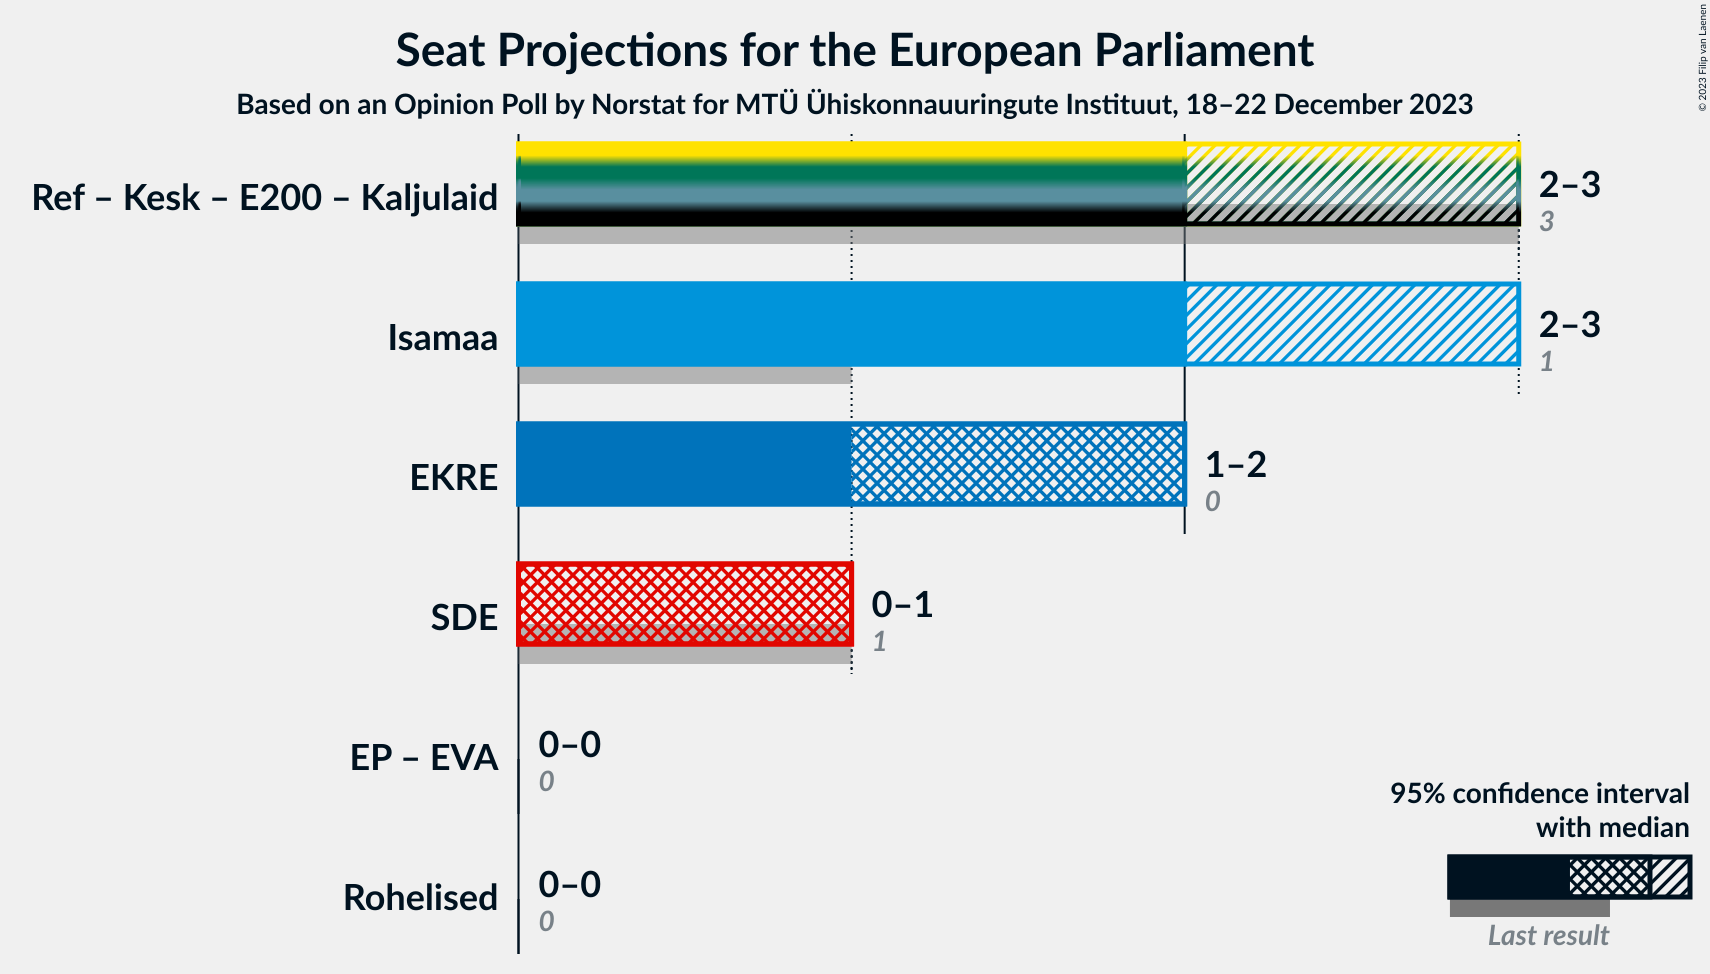 Seat Projections for the European Parliament
Based on an Opinion Poll by Norstat for MTÜ Ühiskonnauuringute Instituut, 18–22 December 2023
© 2023 Filip van Laenen
Ref – Kesk – E200 – Kaljulaid
2–3
3
Isamaa
2–3
1
EKRE
1–2
0
SDE
0–1
1
EP – EVA
0–0
0
Rohelised
0–0
0
95% confidence interval
with median
Last result